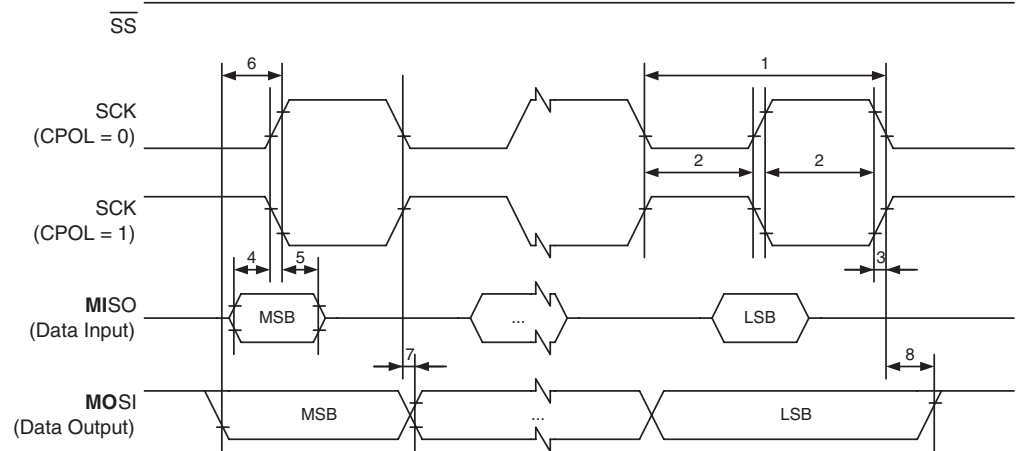 SS
6
1
SCK
(CPOL = 0)
2
2
SCK
(CPOL = 1)
4
5
3
MISO
(Data Input)
MSB
...
LSB
7
8
MOSI
(Data Output)
MSB
...
LSB